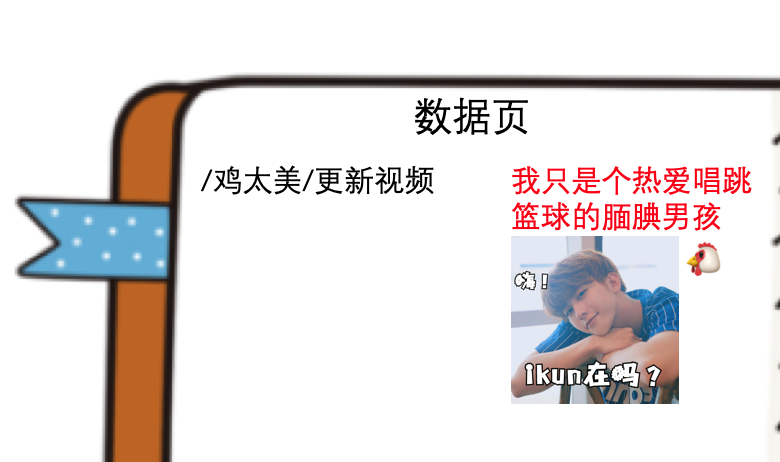 数据页
/鸡太美/更新视频
我只是个热爱唱跳
篮球的腼腆男孩
嗨!
ikun在吗?